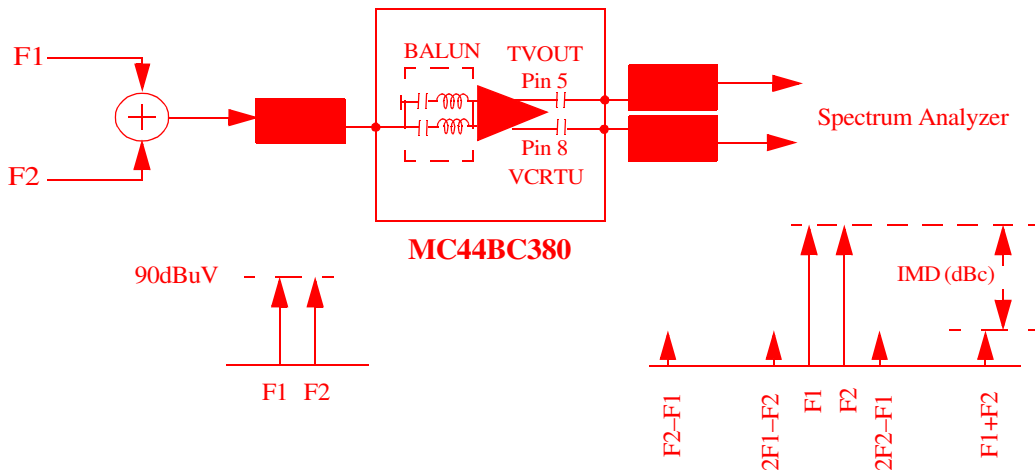 F1
F2
BALUN
TVOUT
Pin 5
Pin 8
VCRTU
MC44BC380
Spectrum Analyzer
90dBuV
F1 F2
IMD (dBc)
F2–F1
2F1–F2
F1
F2
2F2–F1
F1+F2